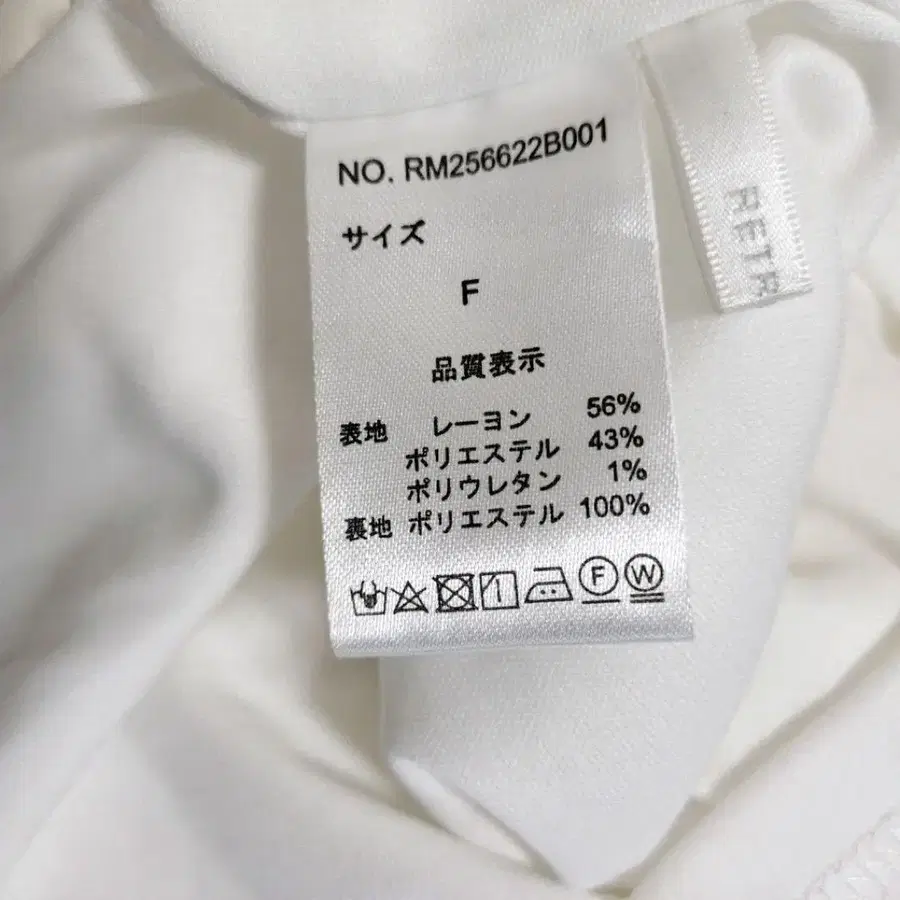 NO. RM256622B001
サイズ
F
品質表示
表地 レーヨン 56%
ポリエステル 43%
ポリウレタン 1%
裏地 ポリエステル 100%
F W
RETR